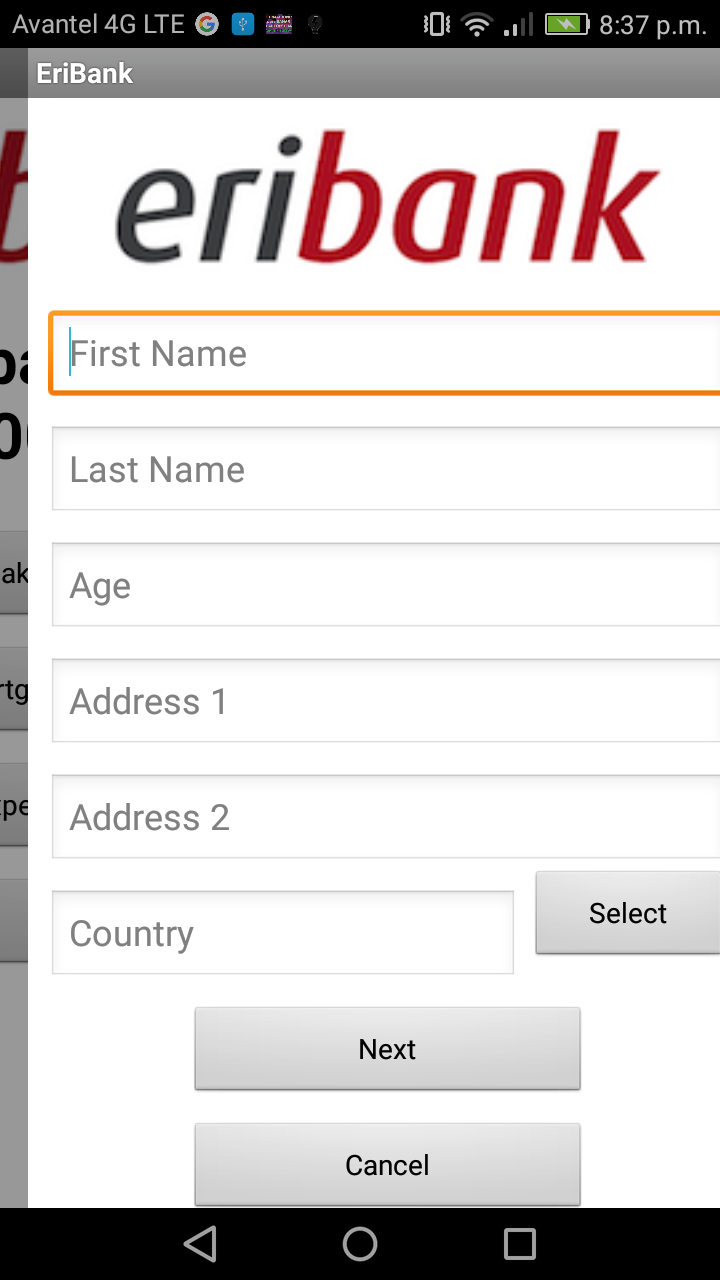 Avantel 4G LTE 8:37 p.m.
EriBank
eribank
First Name
Last Name
Age
Address 1
Address 2
Country
Select
Next
Cancel